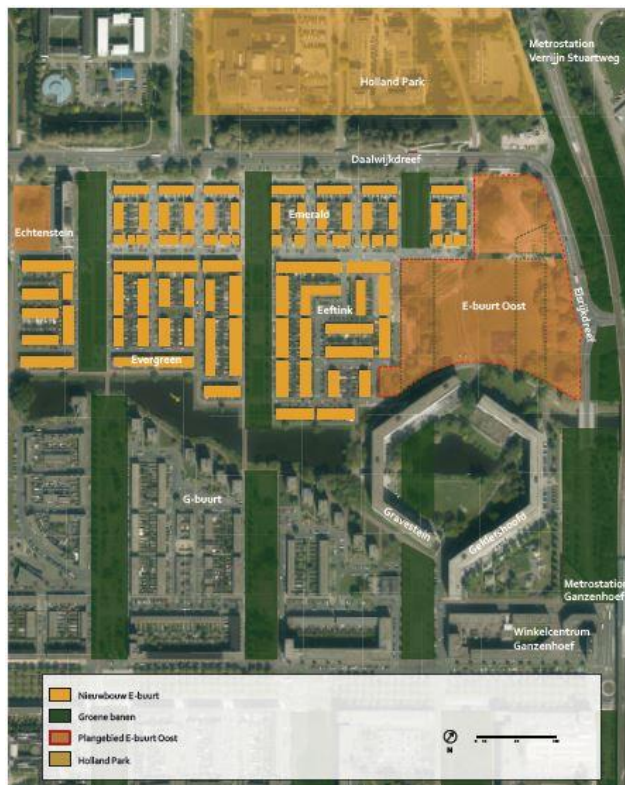 Metrostation
Verrijn Stuartweg
Holland Park
Daalwijkdreef
Emerald
Echtenstein
Elsrijkdreef
E-buurt Oost
Eeftink
Evergreen
G-buurt
Gravestein
Geldershoofd
Metrostation
Ganzenhoef
Winkelcentrum
Ganzenhoef
Nieuwbouw E-buurt
Groene banen
Plangebied E-buurt Oost
Holland Park
N